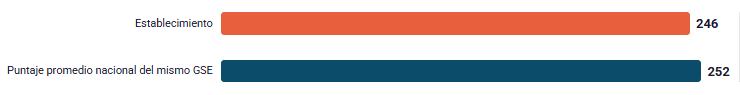 Establecimiento 246
Puntaje promedio nacional del mismo GSE 252